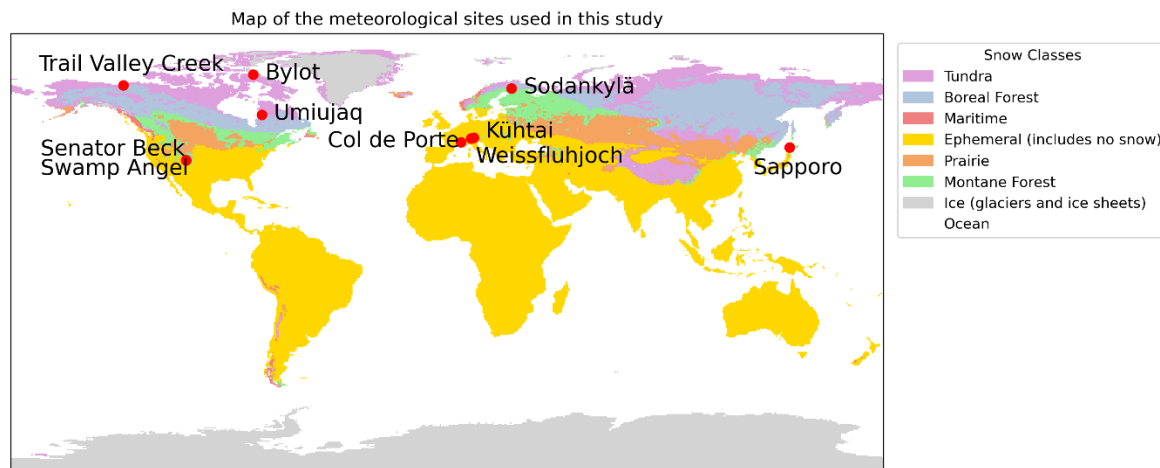 Map of the meteorological sites used in this study
Trail Valley Creek
Bylot
Umiujaq
Sodankylä
Col de Porte
Kühtai
Weissfluhjoch
Senator Beck
Swamp Angel
Sapporo
Snow Classes
Tundra
Boreal Forest
Maritime
Ephemeral (includes no snow)
Prairie
Montane Forest
Ice (glaciers and ice sheets)
Ocean